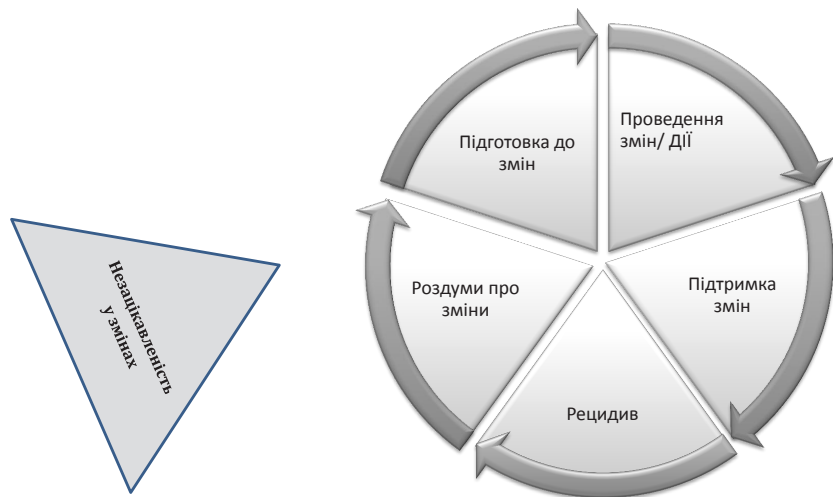 Незацікавленість
у змінах
Підготовка до
змін
Проведення
змін/ ДІЇ
Підтримка
змін
Рецидив
Роздуми про
зміни